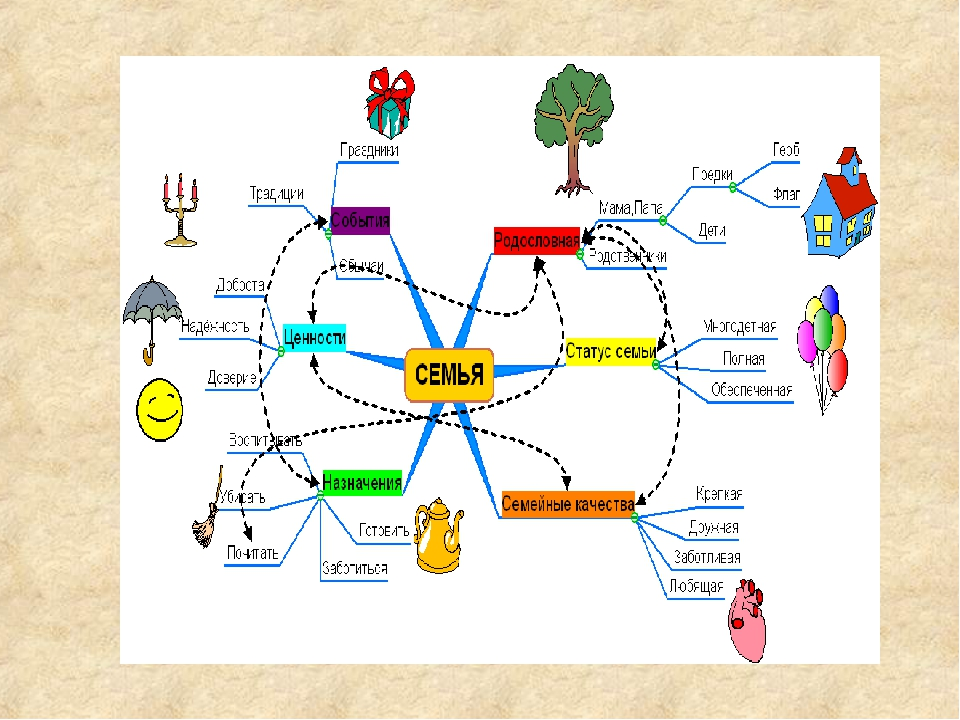 Праздники
Традиции
События
Обычаи
Доброта
Надёжность
Ценности
Доверие
СЕМЬЯ
Воспитывать
Убирать
Назначения
Почитать
Готовить
Заботиться
Герб
Предки
Флаг
Мама,Папа
Дети
Родословная
Родственники
Многодетная
Статус семьи
Полная
Обеспеченная
Семейные качества
Крепкая
Дружная
Заботливая
Любящая